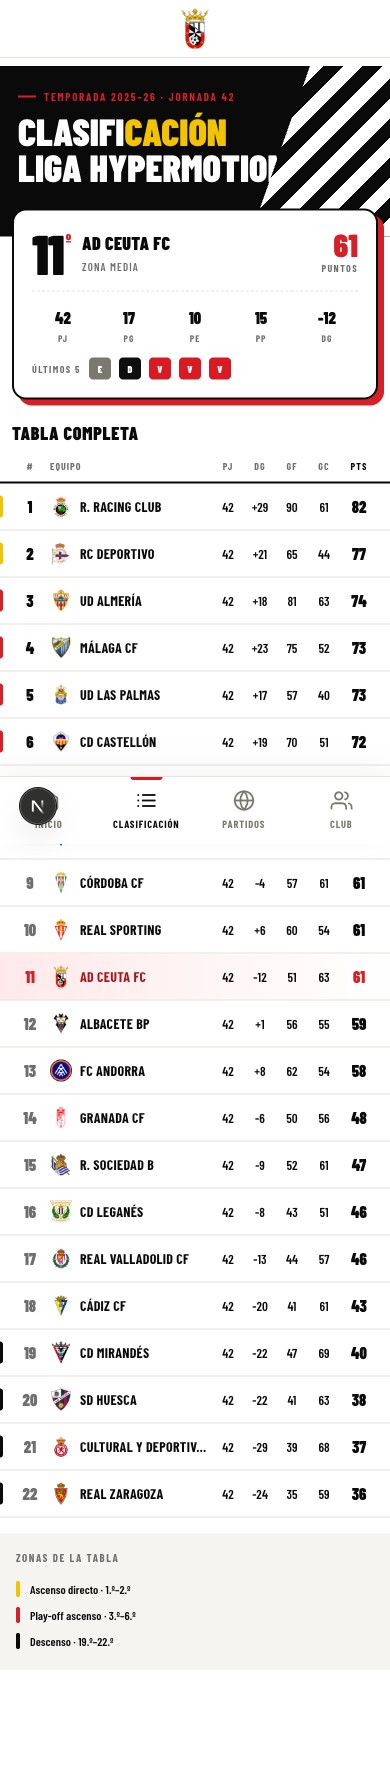 TEMPORADA 2025-26 · JORNADA 42
CLASIFICACIÓN
LIGA HYPERMOTION
11º AD CEUTA FC 61
ZONA MEDIA PUNTOS
42 17 10 15 -12
PJ PG PE PP DG
ÚLTIMOS 5 E D V V V
TABLA COMPLETA
# EQUIPO PJ DG GF GC PTS
1 R. RACING CLUB 42 +29 90 61 82
2 RC DEPORTIVO 42 +21 65 44 77
3 UD ALMERÍA 42 +18 81 63 74
4 MÁLAGA CF 42 +23 75 52 73
5 UD LAS PALMAS 42 +17 57 40 73
6 CD CASTELLÓN 42 +19 70 51 72
N
INICIO CLASIFICACIÓN PARTIDOS CLUB
9 CÓRDOBA CF 42 -4 57 61 61
10 REAL SPORTING 42 +6 60 54 61
11 AD CEUTA FC 42 -12 51 63 61
12 ALBACETE BP 42 +1 56 55 59
13 FC ANDORRA 42 +8 62 54 58
14 GRANADA CF 42 -6 50 56 48
15 R. SOCIEDAD B 42 -9 52 61 47
16 CD LEGANÉS 42 -8 43 51 46
17 REAL VALLADOLID CF 42 -13 44 57 46
18 CÁDIZ CF 42 -20 41 61 43
19 CD MIRANDÉS 42 -22 47 69 40
20 SD HUESCA 42 -22 41 63 38
21 CULTURAL Y DEPORTIV... 42 -29 39 68 37
22 REAL ZARAGOZA 42 -24 35 59 36
ZONAS DE LA TABLA
Ascenso directo · 1.º-2.º
Play-off ascenso · 3.º-6.º
Descenso · 19.º-22.º